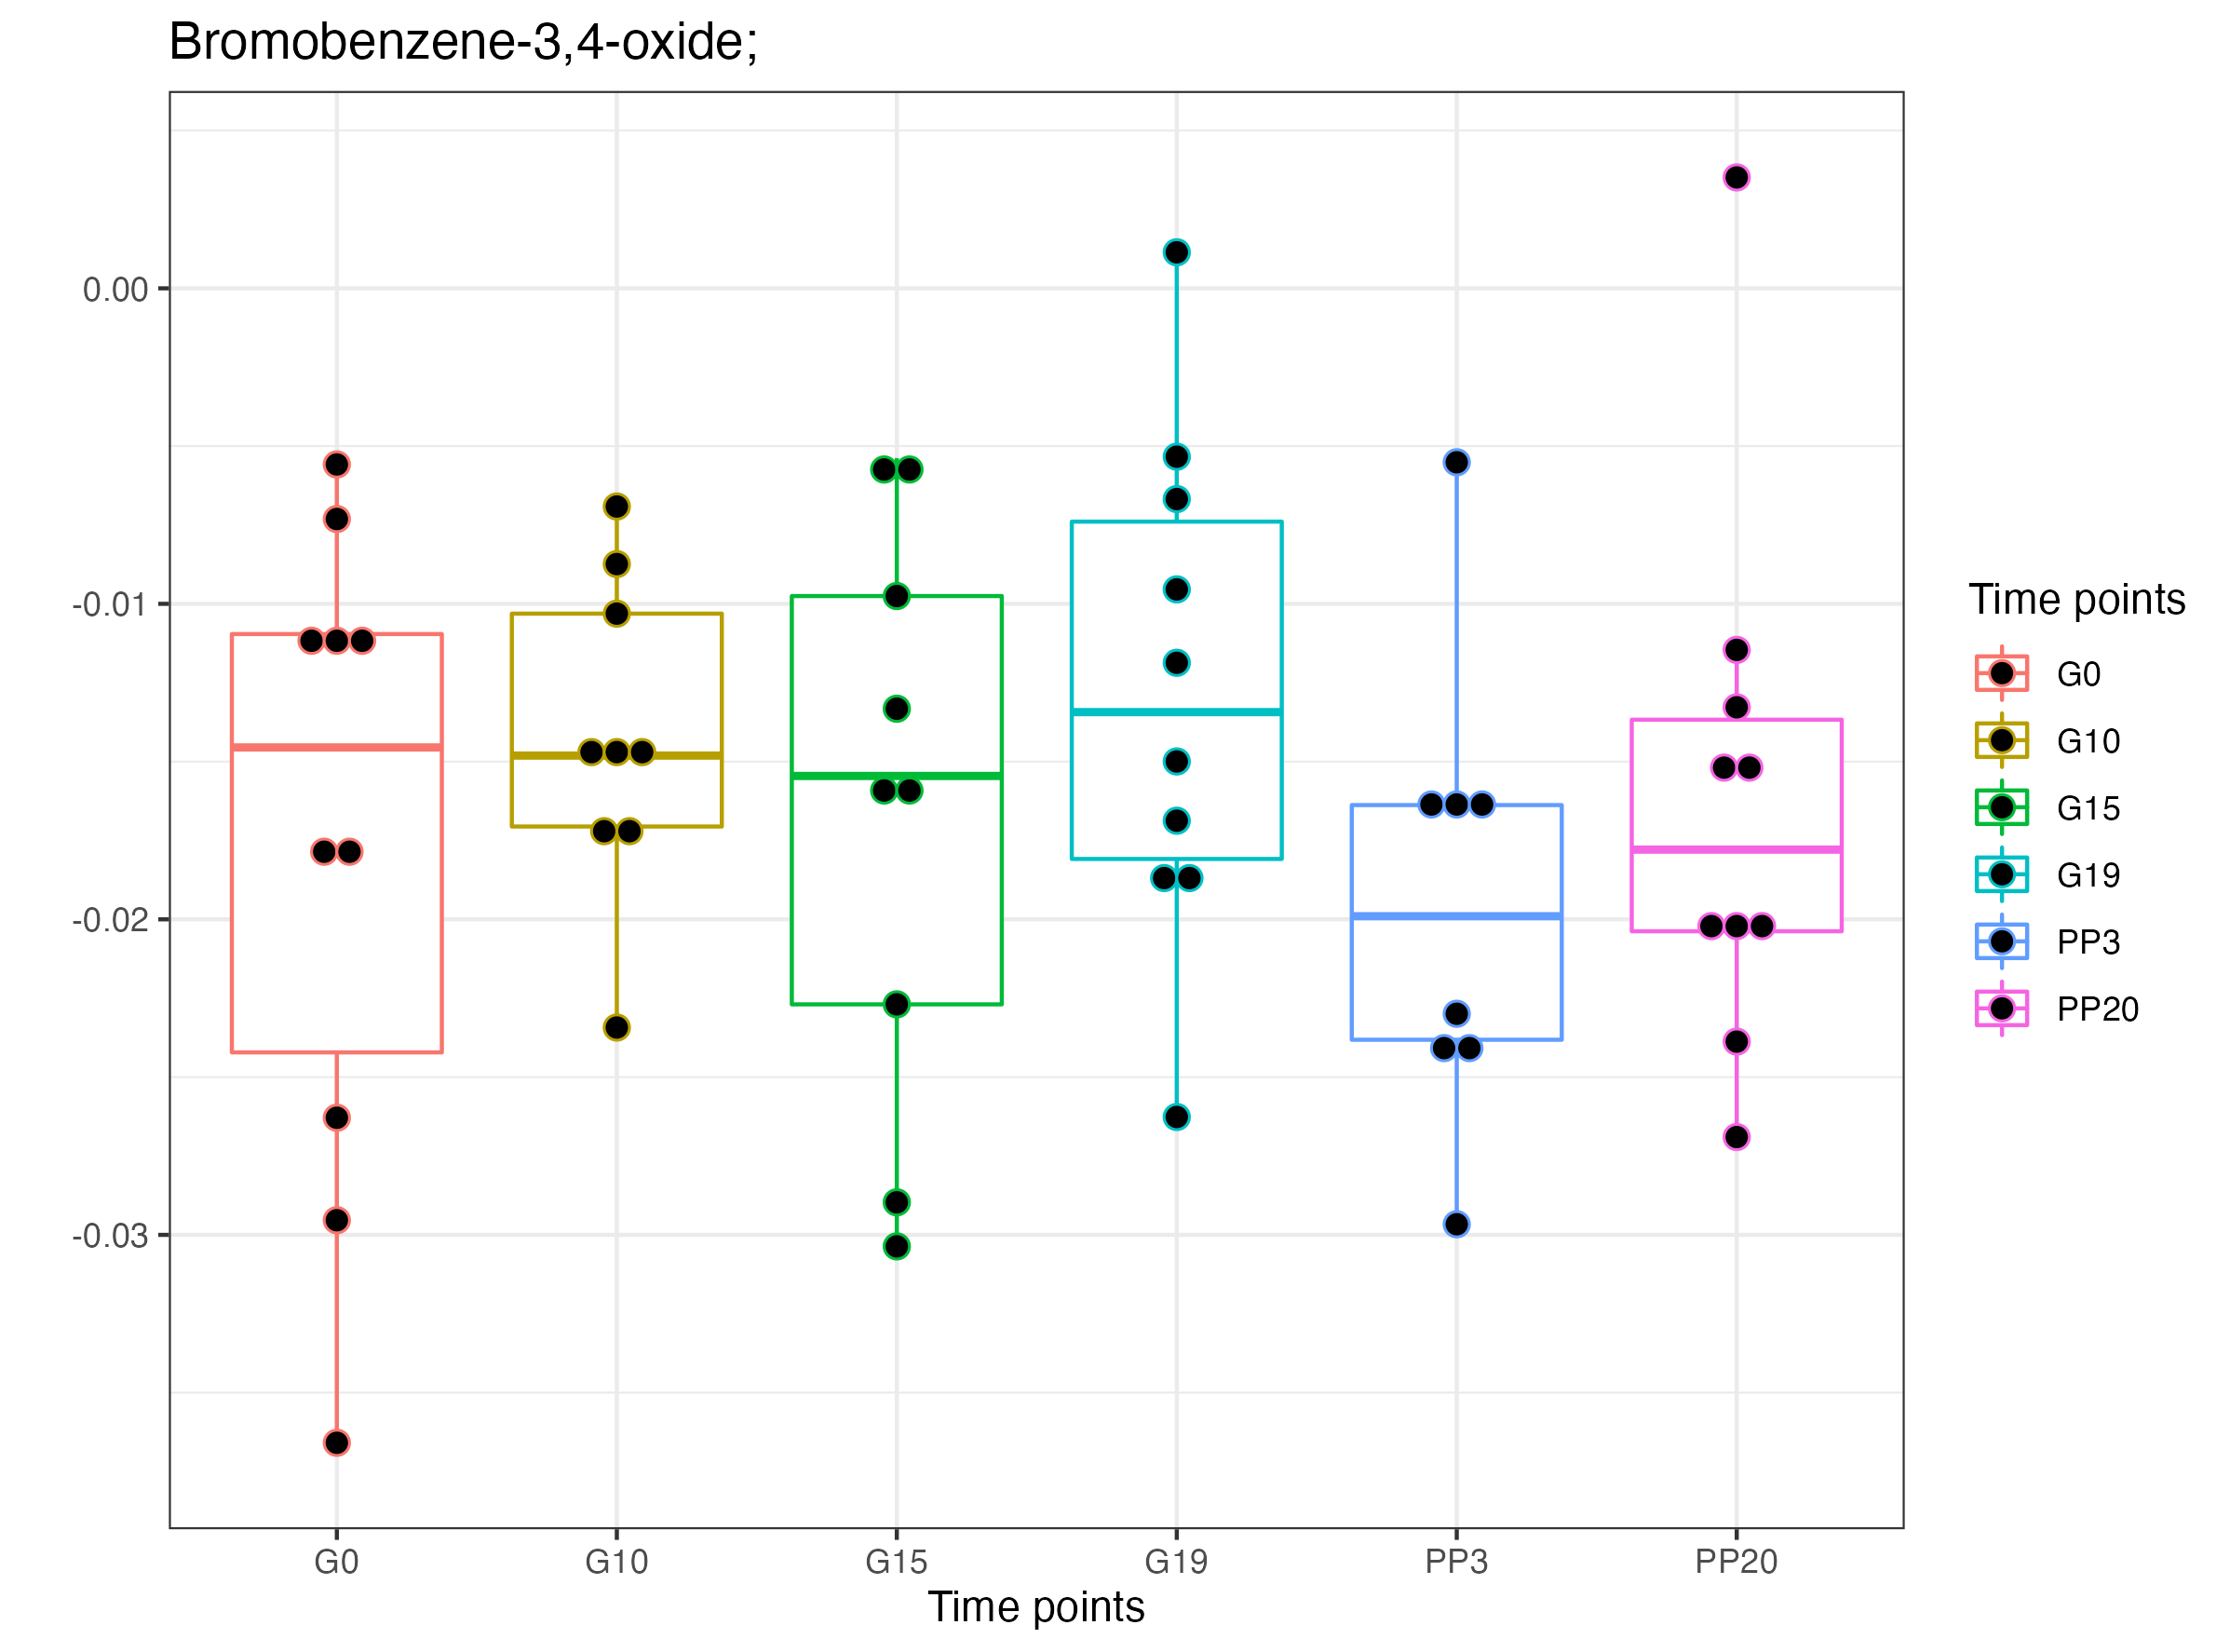 Bromobenzene-3,4-oxide;
0.00
-0.01
-0.02
-0.03
G0 G10 G15 G19 PP3 PP20
Time points
Time points
G0
G10
G15
G19
PP3
PP20